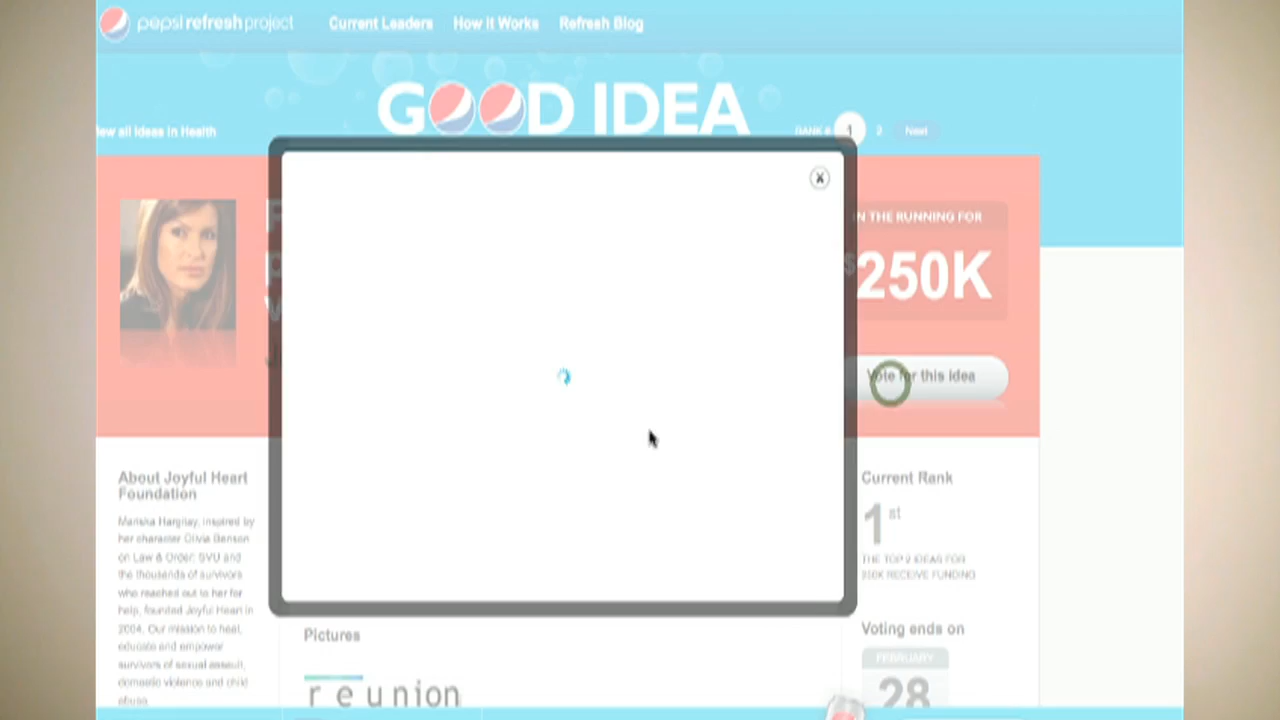 pepsi refresh project
Current Leaders How it Works Refresh Blog
GOOD IDEA
iew all ideas in Health
RANK # 1 2 Next
IN THE RUNNING FOR
$250K
Vote for this idea
About Joyful Heart
Foundation
Mariska Hargitay, inspired by
her character Olivia Benson
on Law & Order: SVU and
the thousands of survivors
who reached out to her for
help, founded Joyful Heart in
2004. Our mission to heal,
educate and empower
survivors of sexual assault,
domestic violence and child
abuse.
Current Rank
1st
THE TOP 2 IDEAS FOR
250K RECEIVE FUNDING
Pictures
reunion
Voting ends on
FEBRUARY
28